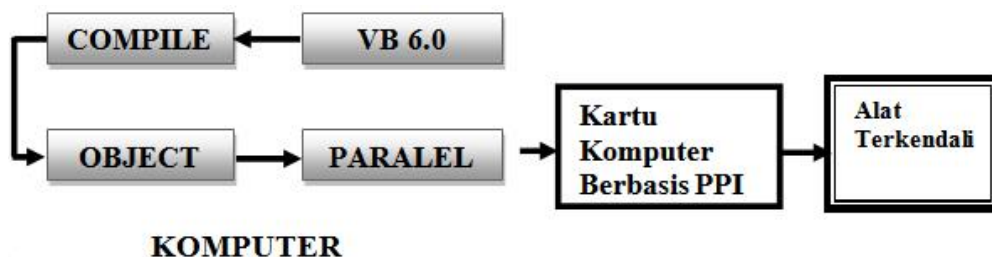 COMPILE
VB 6.0
OBJECT
PARALEL
Kartu
Komputer
Berbasis PPI
Alat
Terkendali
KOMPUTER